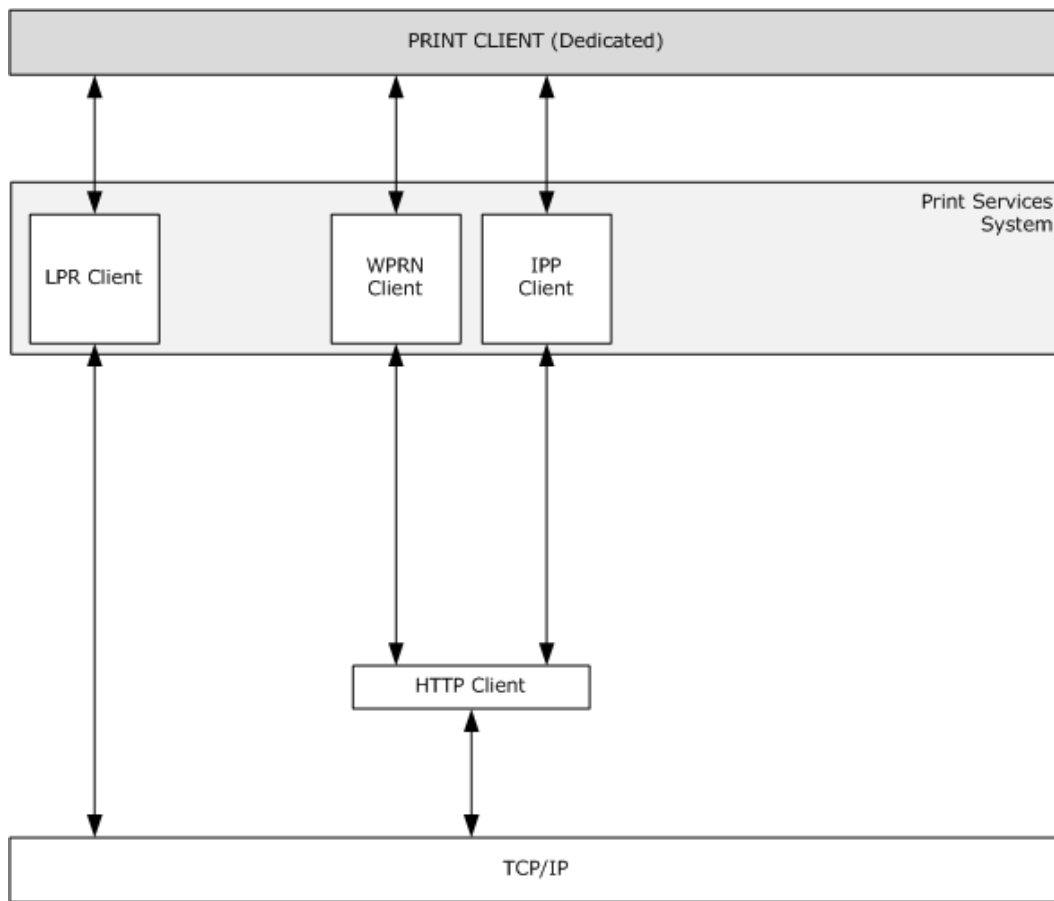 PRINT CLIENT (Dedicated)
Print Services
System
LPR Client
WPRN
Client
IPP
Client
HTTP Client
TCP/IP